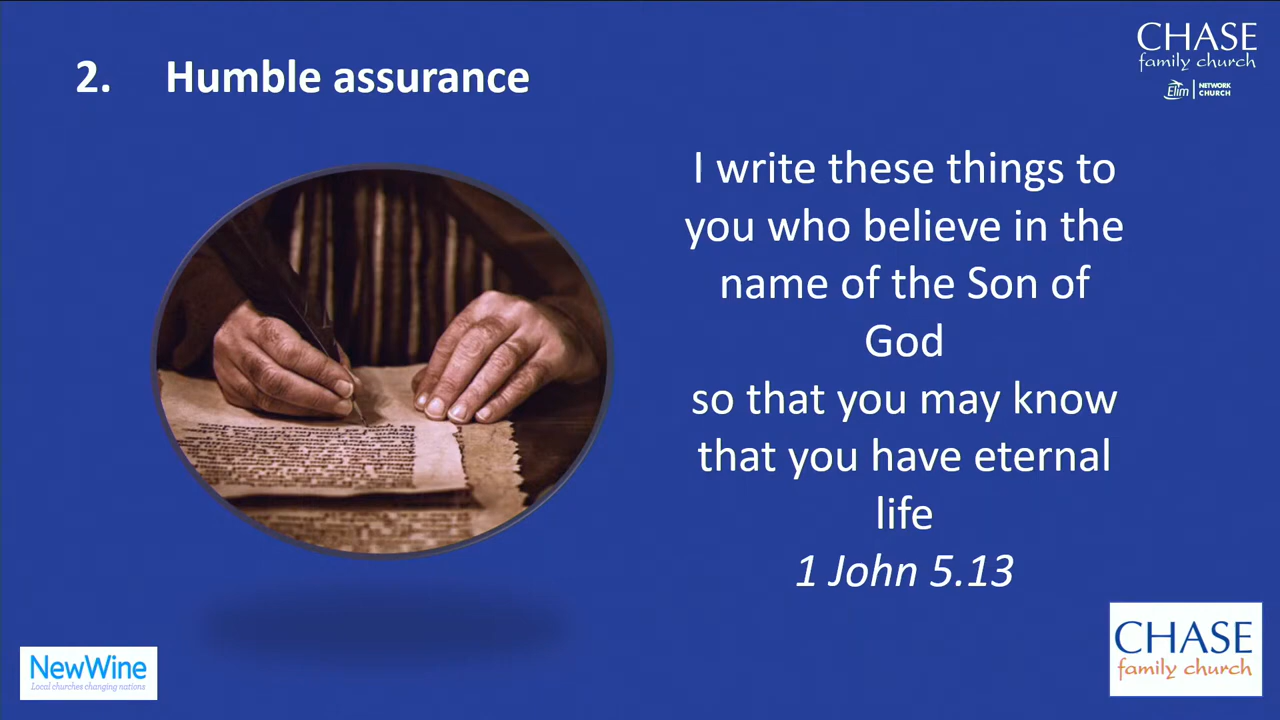 2. Humble assurance
CHASE
family church
Elim NETWORK
CHURCH
I write these things to
you who believe in the
name of the Son of
God
so that you may know
that you have eternal
life
1 John 5.13
NewWine
Local churches changing nations
CHASE
family church